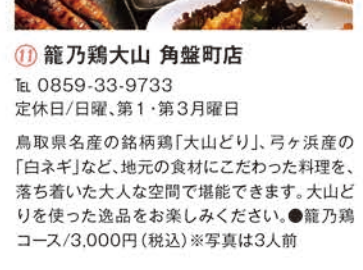 ⑪ 籠乃鶏大山 角盤町店
℡ 0859-33-9733
定休日/日曜、第1・第3月曜日
鳥取県名産の銘柄鶏「大山どり」、弓ヶ浜産の
「白ネギ」など、地元の食材にこだわった料理を、
落ち着いた大人な空間で堪能できます。大山ど
りを使った逸品をお楽しみください。●籠乃鶏
コース/3,000円(税込)※写真は3人前